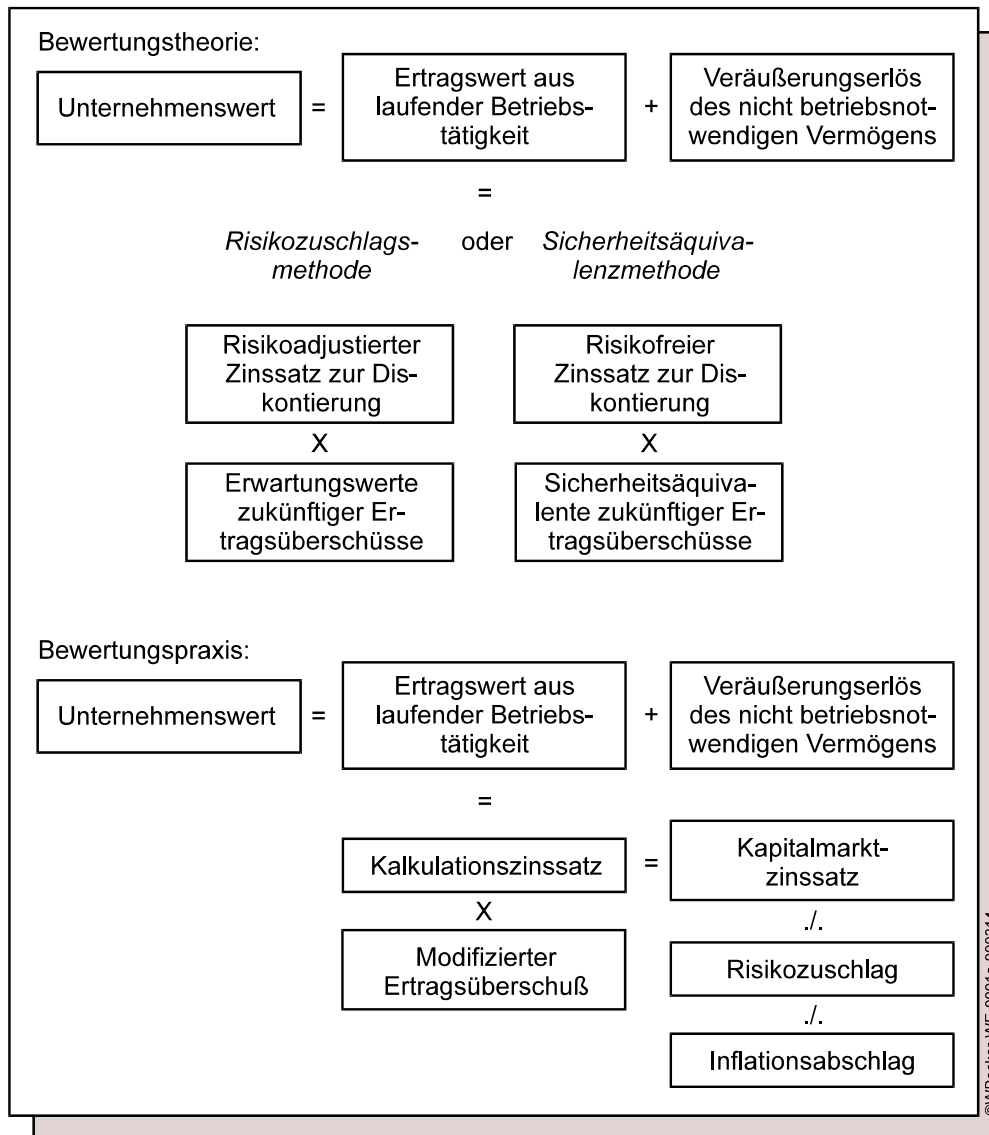 Bewertungstheorie:
Unternehmenswert
=
Ertragswert aus
laufender Betriebs-
tätigkeit
+
Veräußerungserlös
des nicht betriebsnot-
wendigen Vermögens
=
Risikozuschlags-
methode
oder
Sicherheitsäquiva-
lenzmethode
Risikoadjustierter
Zinssatz zur Dis-
kontierung
X
Erwartungswerte
zukünftiger Er-
tragsüberschüsse
Risikofreier
Zinssatz zur Dis-
kontierung
X
Sicherheitsäquiva-
lente zukünftiger Er-
tragsüberschüsse
Bewertungspraxis:
Unternehmenswert
=
Ertragswert aus
laufender Betriebs-
tätigkeit
+
Veräußerungserlös
des nicht betriebsnot-
wendigen Vermögens
=
Kalkulationszinssatz
X
Modifizierter
Ertragsüberschuß
=
Kapitalmarkt-
zinssatz
./.
Risikozuschlag
./.
Inflationsabschlag